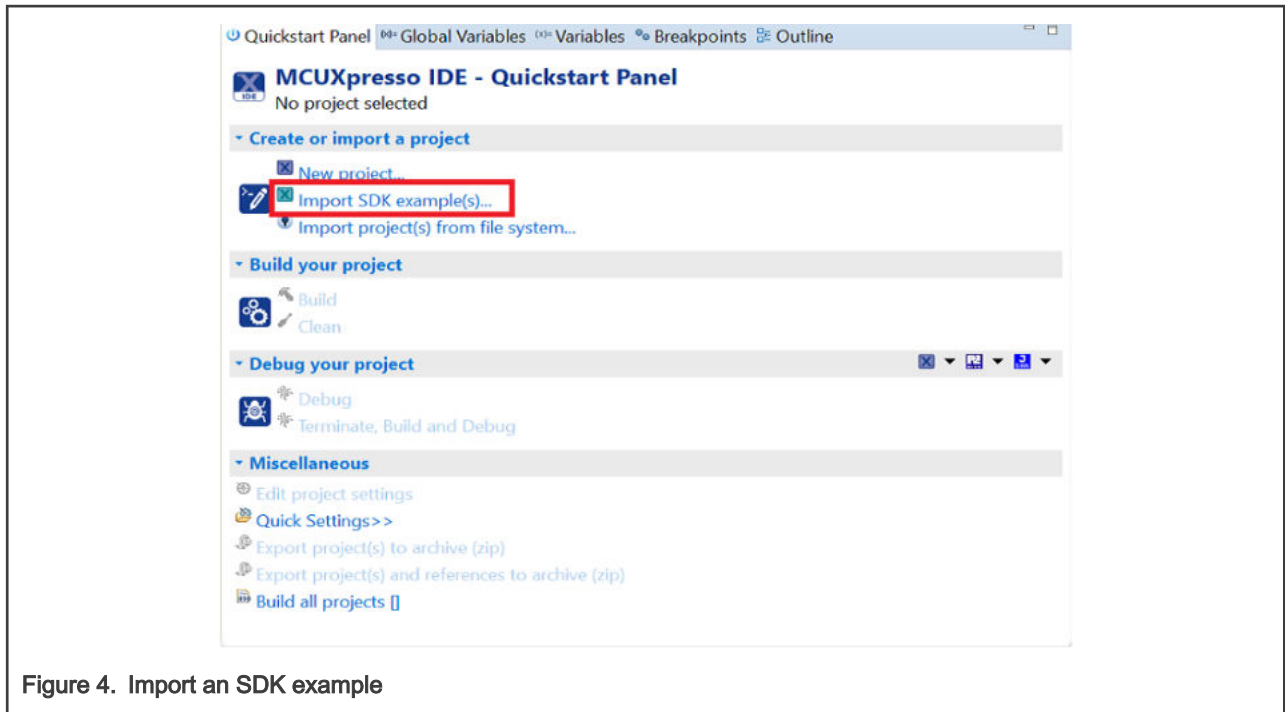 Quickstart Panel (x)= Global Variables (x)= Variables Breakpoints Outline
MCUXpresso IDE - Quickstart Panel
IDE
No project selected
Create or import a project
New project...
Import SDK example(s)...
Import project(s) from file system...
Build your project
Build
Clean
Debug your project
Debug
Terminate, Build and Debug
Miscellaneous
Edit project settings
Quick Settings>>
Export project(s) to archive (zip)
Export project(s) and references to archive (zip)
Build all projects []
Figure 4. Import an SDK example